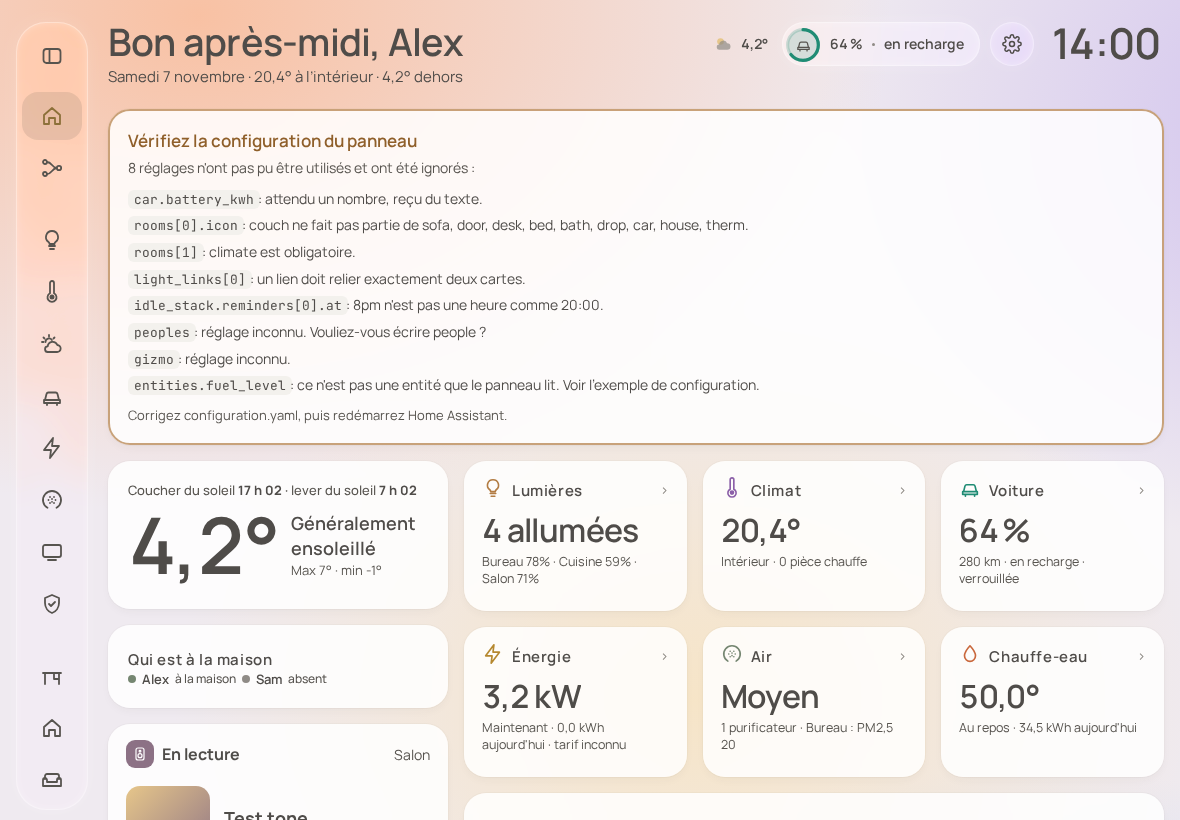 Bon après-midi, Alex
Samedi 7 novembre · 20,4° à l'intérieur · 4,2° dehors
4,2°
64 % · en recharge
14:00
Vérifiez la configuration du panneau
8 réglages n'ont pas pu être utilisés et ont été ignorés :
car.battery_kwh : attendu un nombre, reçu du texte.
rooms[0].icon : couch ne fait pas partie de sofa, door, desk, bed, bath, drop, car, house, therm.
rooms[1] : climate est obligatoire.
light_links[0] : un lien doit relier exactement deux cartes.
idle_stack.reminders[0].at : 8pm n'est pas une heure comme 20:00.
peoples : réglage inconnu. Vouliez-vous écrire people ?
gizmo : réglage inconnu.
entities.fuel_level : ce n'est pas une entité que le panneau lit. Voir l'exemple de configuration.
Corrigez configuration.yaml, puis redémarrez Home Assistant.
Coucher du soleil 17 h 02 · lever du soleil 7 h 02
4,2°
Généralement
ensoleillé
Max 7° · min -1°
Lumières
4 allumées
Bureau 78% · Cuisine 59% ·
Salon 71%
Climat
20,4°
Intérieur · 0 pièce chauffe
Voiture
64 %
280 km · en recharge ·
verrouillée
Qui est à la maison
Alex à la maison Sam absent
Énergie
3,2 kW
Maintenant · 0,0 kWh
aujourd'hui · tarif inconnu
Air
Moyen
1 purificateur · Bureau : PM2,5
20
Chauffe-eau
50,0°
Au repos · 34,5 kWh aujourd'hui
En lecture
Salon
Test tone